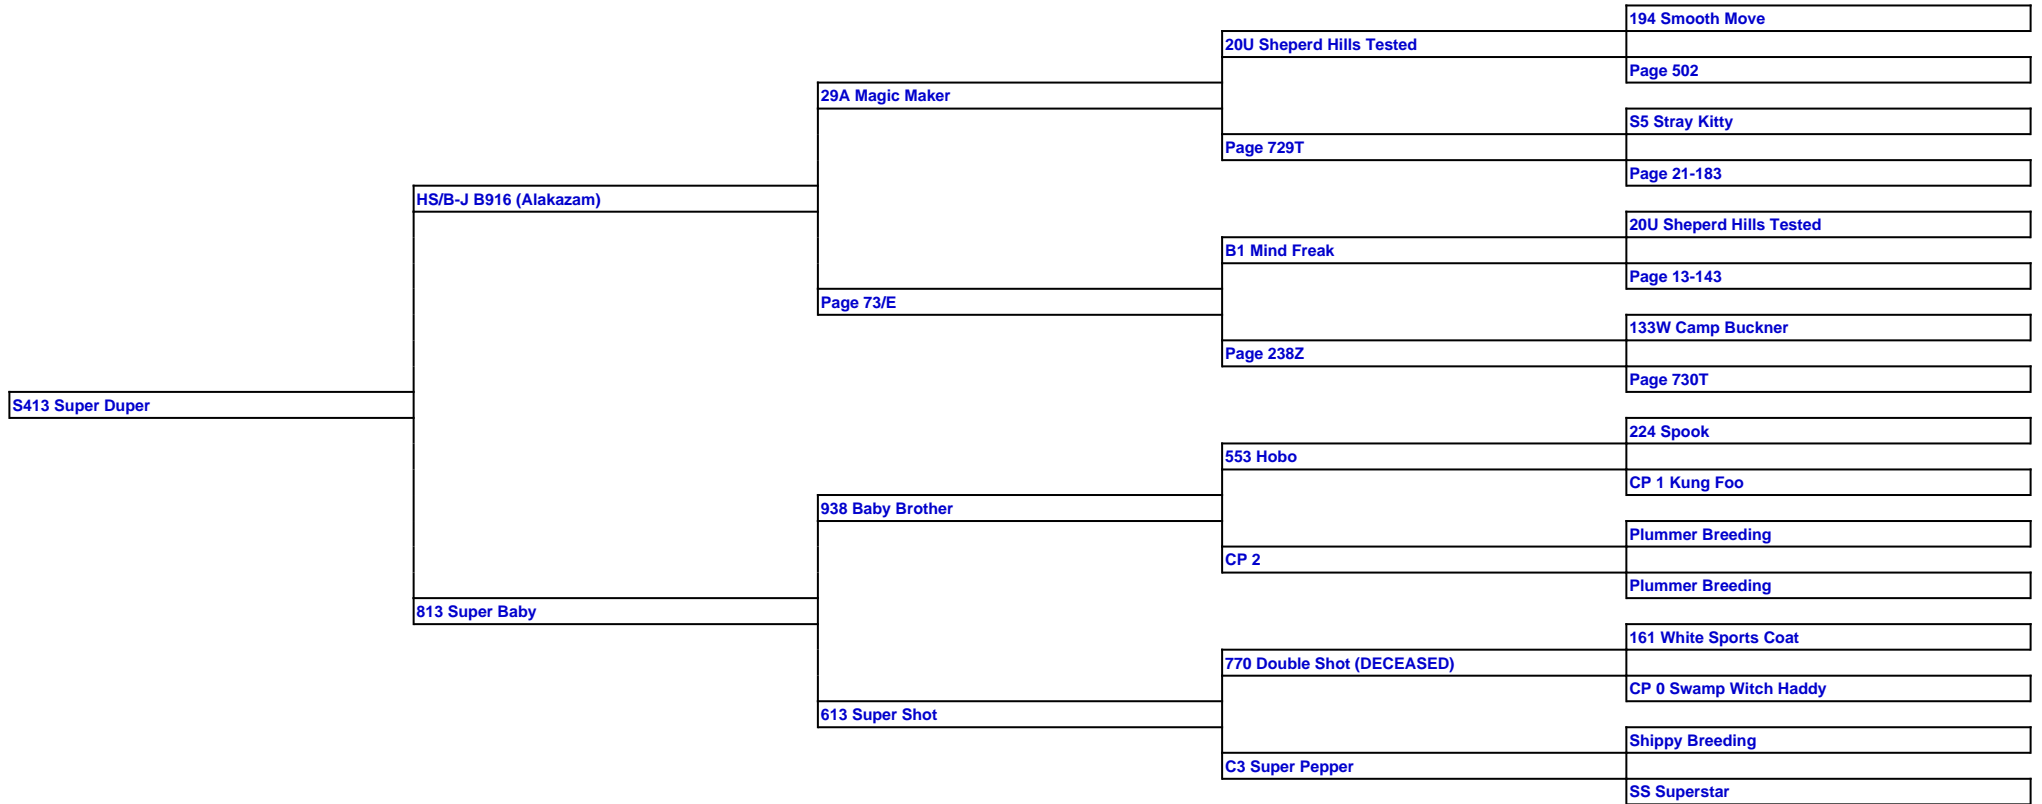 194 Smooth Move
20U Sheperd Hills Tested
Page 502
29A Magic Maker
S5 Stray Kitty
Page 729T
Page 21-183
HS/B-J B916 (Alakazam)
20U Sheperd Hills Tested
B1 Mind Freak
Page 13-143
Page 73/E
133W Camp Buckner
Page 238Z
Page 730T
S413 Super Duper
224 Spook
553 Hobo
CP 1 Kung Foo
938 Baby Brother
Plummer Breeding
CP 2
Plummer Breeding
813 Super Baby
161 White Sports Coat
770 Double Shot (DECEASED)
CP 0 Swamp Witch Haddy
613 Super Shot
Shippy Breeding
C3 Super Pepper
SS Superstar